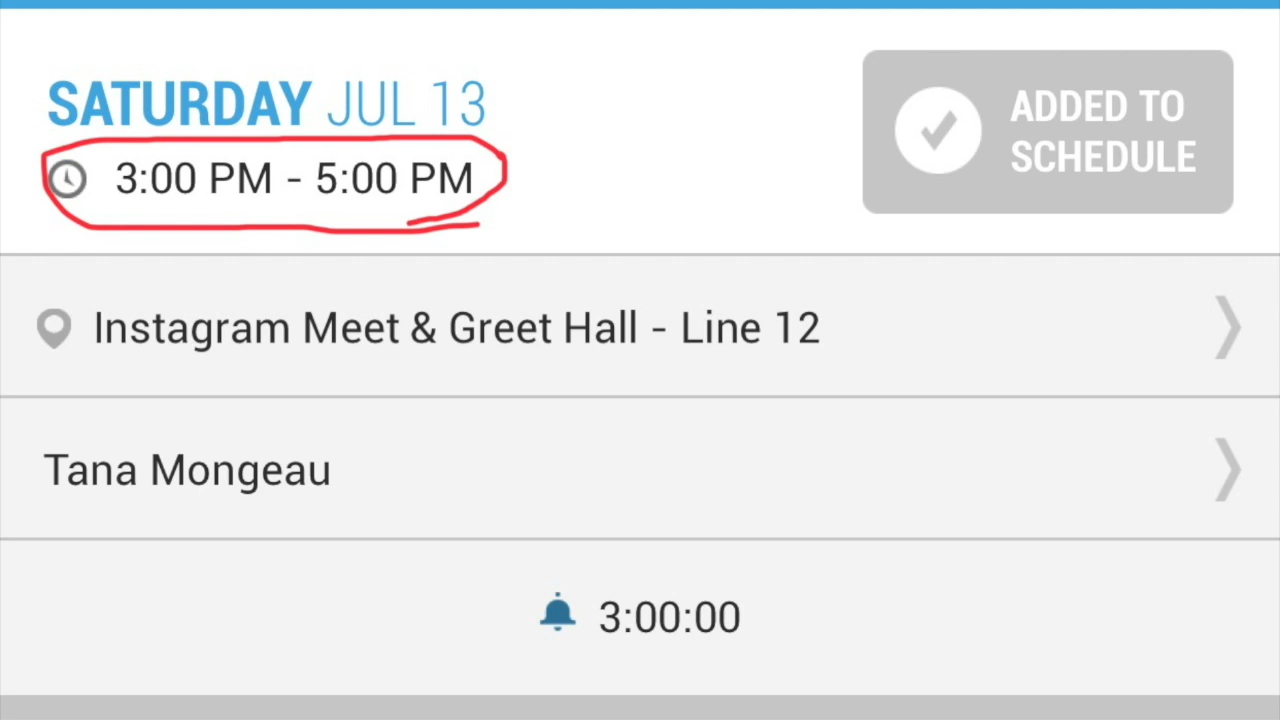 SATURDAY JUL 13
3:00 PM - 5:00 PM
ADDED TO
SCHEDULE
Instagram Meet & Greet Hall - Line 12
Tana Mongeau
3:00:00